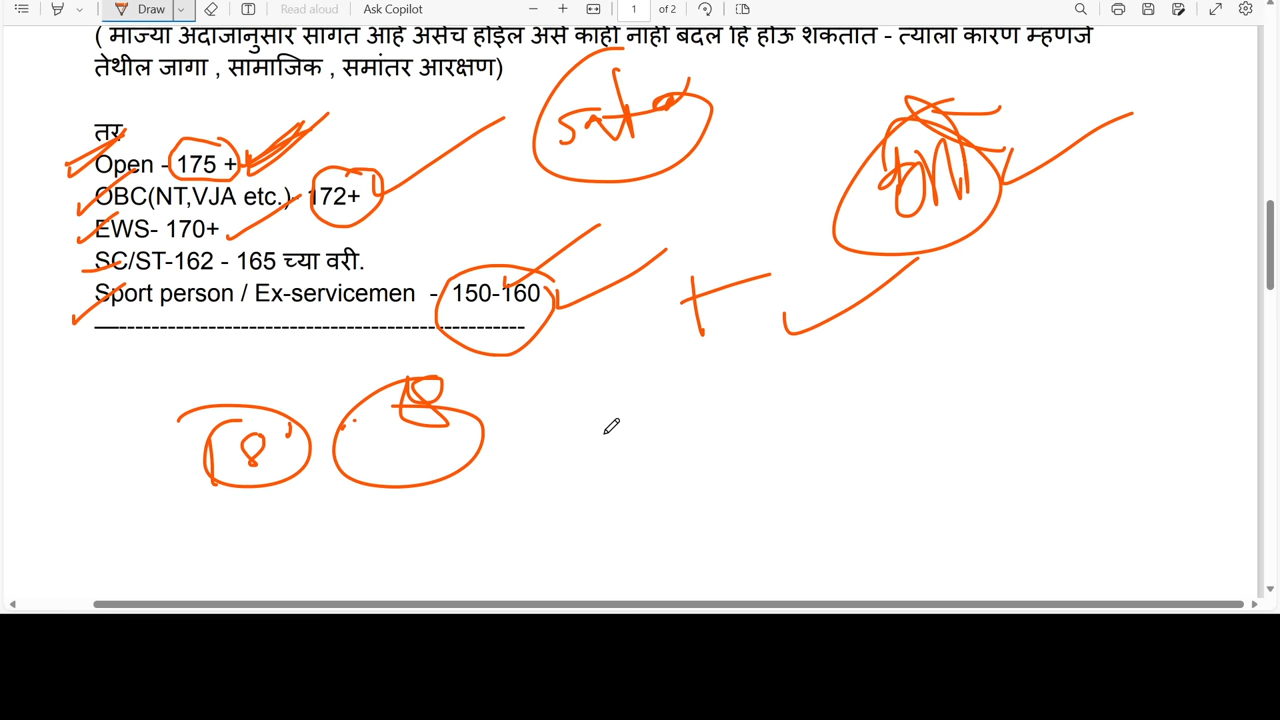 Draw
Read aloud
Ask Copilot
1
of 2
( माज्या अंदाजानुसार सांगत आहे असंच होईल असे काही नाही बदल हि होऊ शकतात - त्याला कारण म्हणजे
तेथील जागा , सामाजिक , समांतर आरक्षण)
तर
Open - 175 +
OBC(NT,VJA etc.)- 172+
EWS- 170+
SC/ST-162 - 165 च्या वरी.
Sport person / Ex-servicemen - 150-160